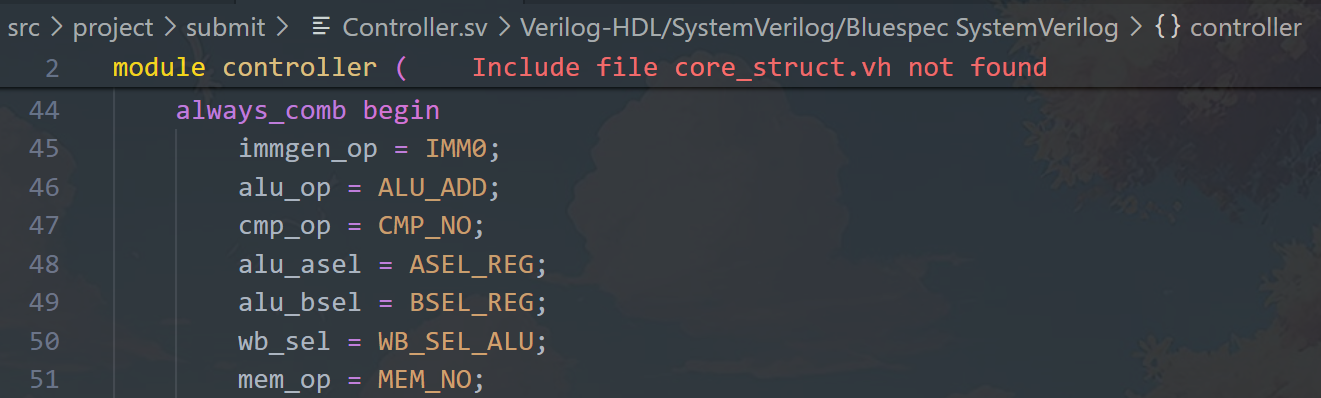 src > project > submit > Controller.sv > Verilog-HDL/SystemVerilog/Bluespec SystemVerilog > {} controller
2 module controller ( Include file core_struct.vh not found
44 always_comb begin
45 immgen_op = IMM0;
46 alu_op = ALU_ADD;
47 cmp_op = CMP_NO;
48 alu_asel = ASEL_REG;
49 alu_bsel = BSEL_REG;
50 wb_sel = WB_SEL_ALU;
51 mem_op = MEM_NO;